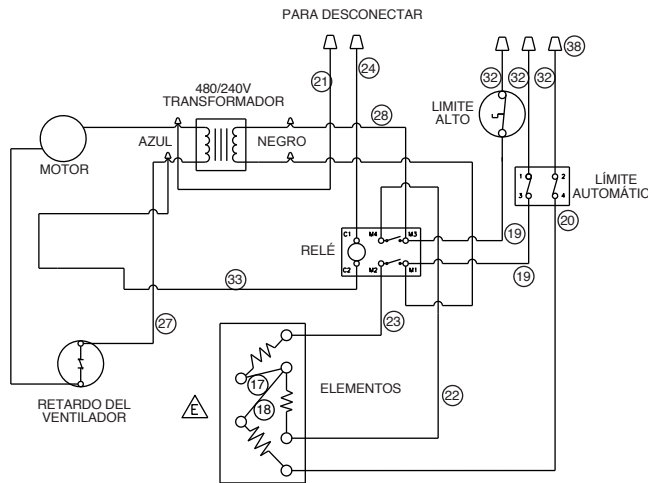 PARA DESCONECTAR
38
21
24
32
32
32
480/240V
TRANSFORMADOR
28
LIMITE
ALTO
AZUL
NEGRO
MOTOR
1
2
3
4
LÍMITE
AUTOMÁTIC
20
C1
M4
M3
RELÉ
19
C2
M2
M1
19
33
27
23
17
ELEMENTOS
18
22
E
RETARDO DEL
VENTILADOR